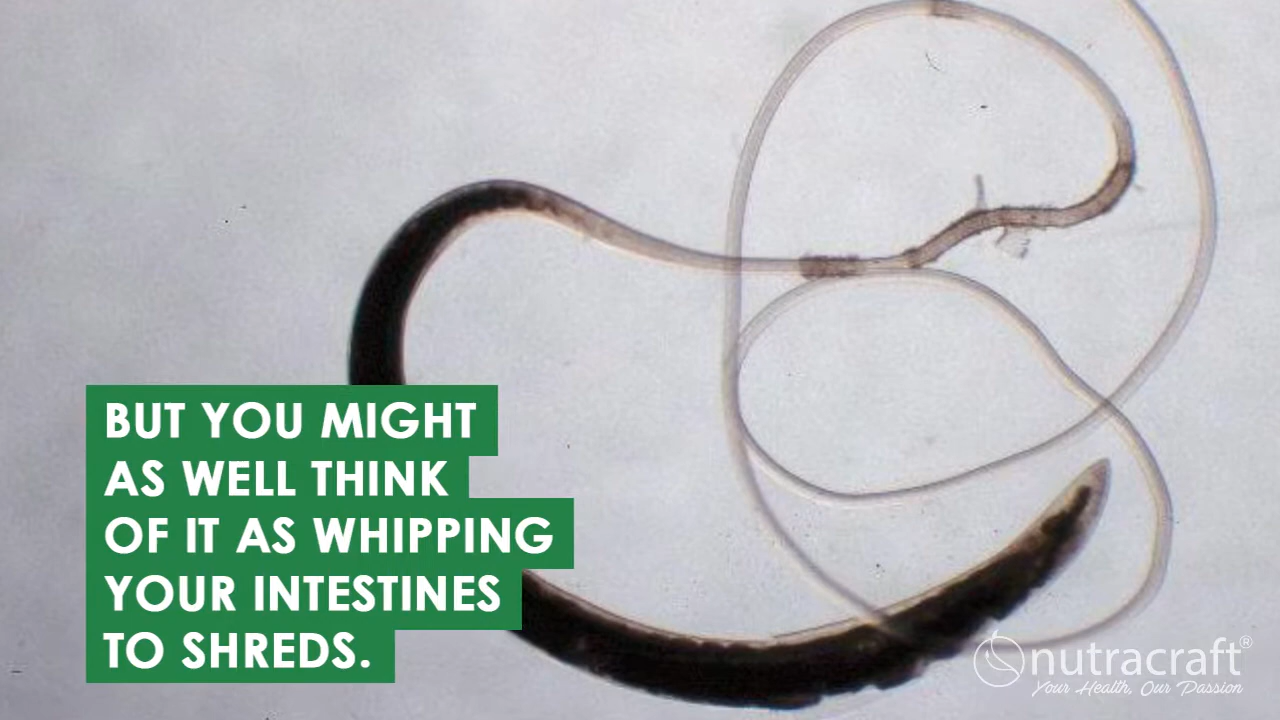 BUT YOU MIGHT
AS WELL THINK
OF IT AS WHIPPING
YOUR INTESTINES
TO SHREDS.
nutracraft®
Your Health, Our Passion